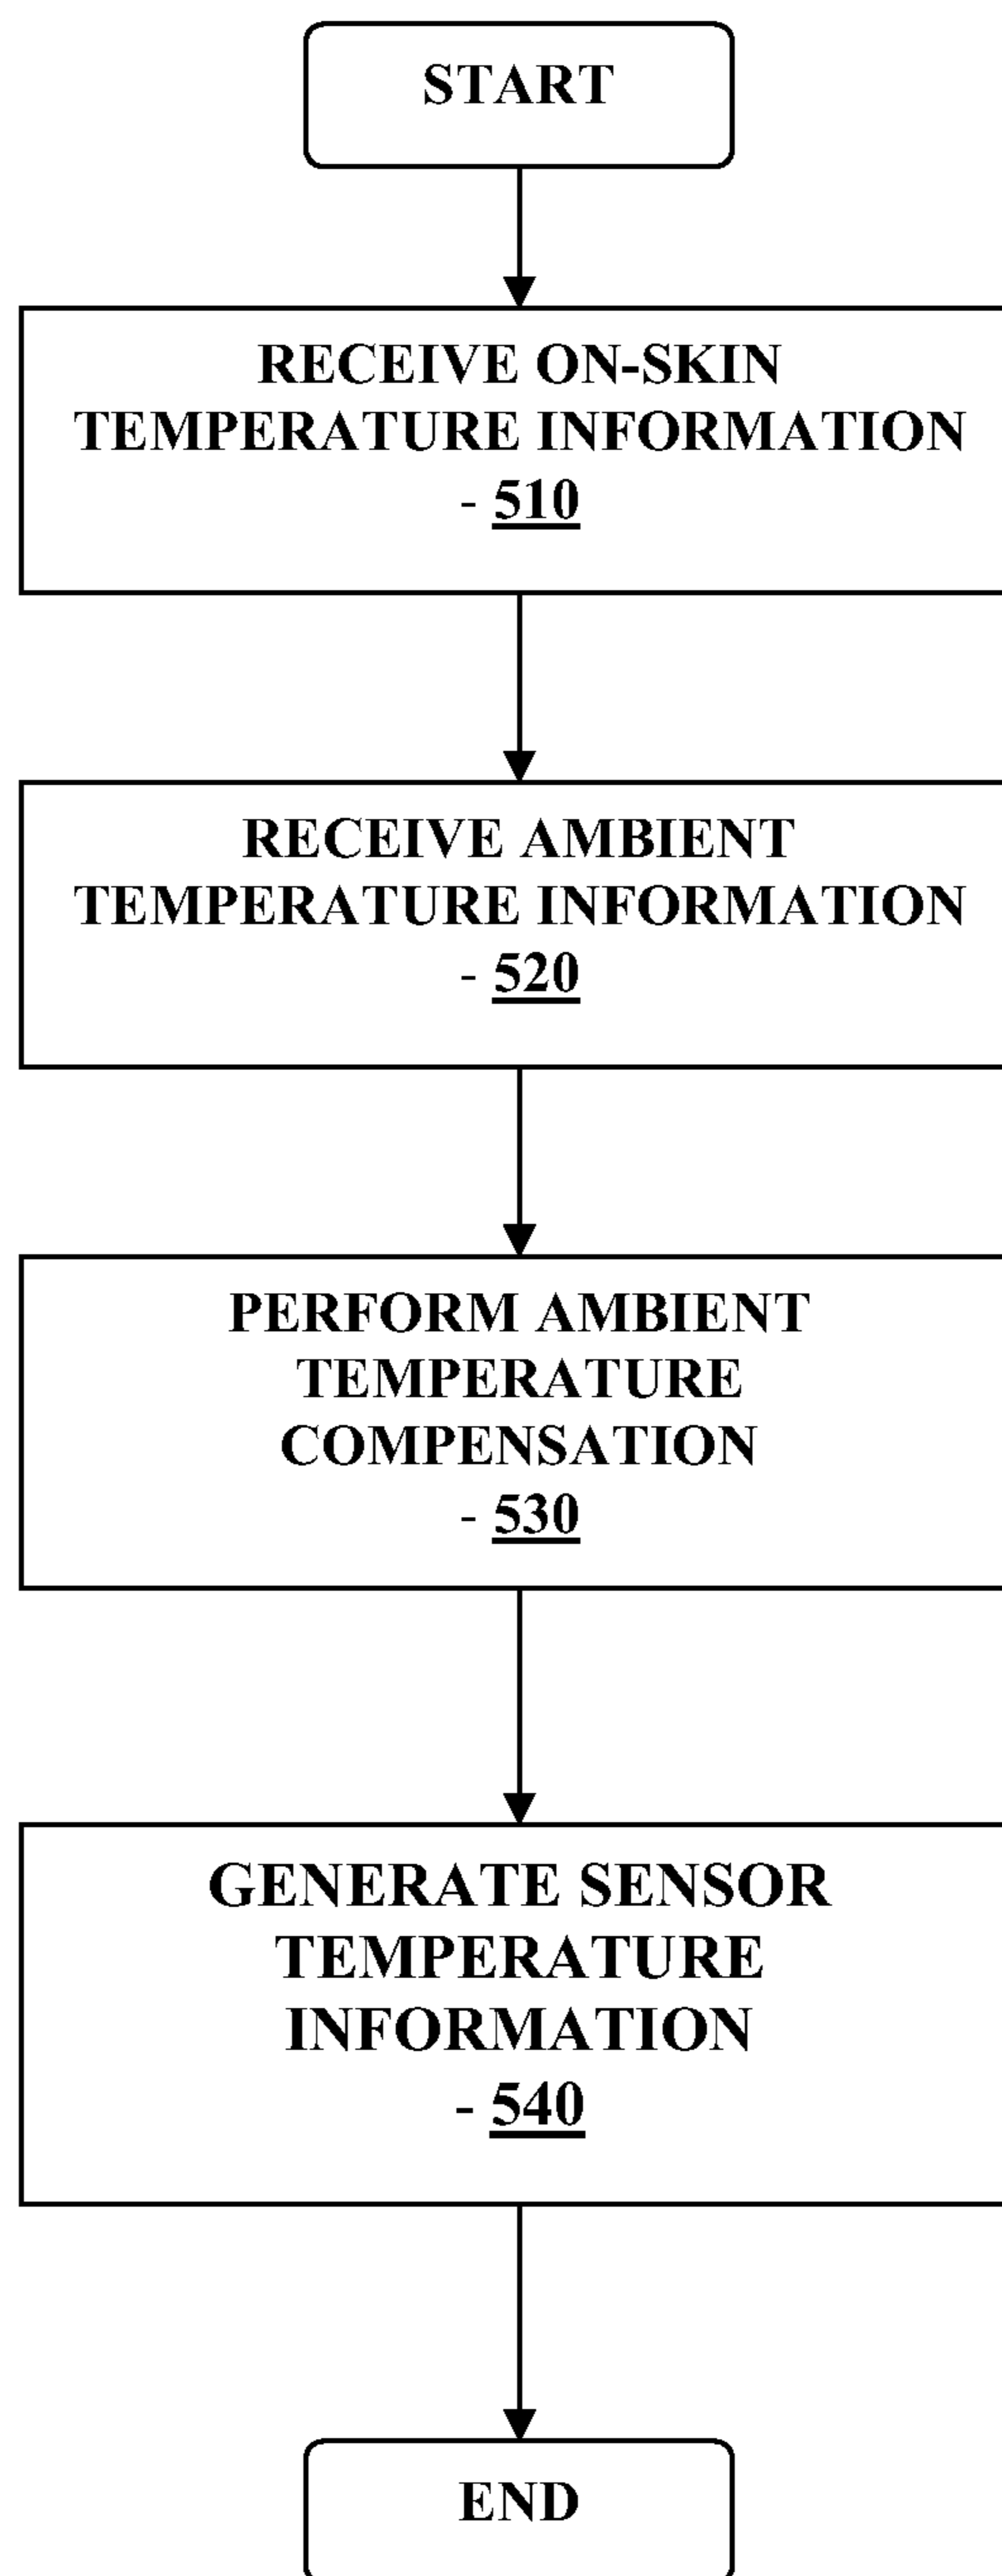 START
RECEIVE ON-SKIN
TEMPERATURE INFORMATION
- 510
RECEIVE AMBIENT
TEMPERATURE INFORMATION
- 520
PERFORM AMBIENT
TEMPERATURE
COMPENSATION
- 530
GENERATE SENSOR
TEMPERATURE
INFORMATION
- 540
END